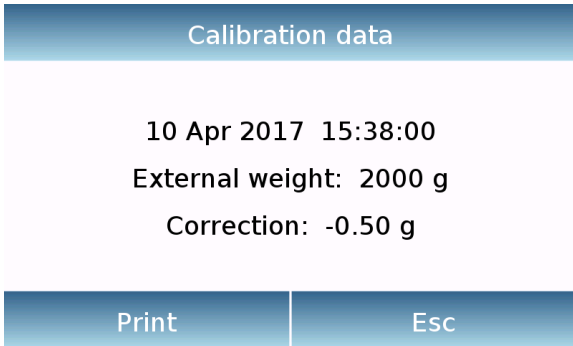 Calibration data
10 Apr 2017  15:38:00
External weight:  2000 g
Correction:  -0.50 g
Print
Esc